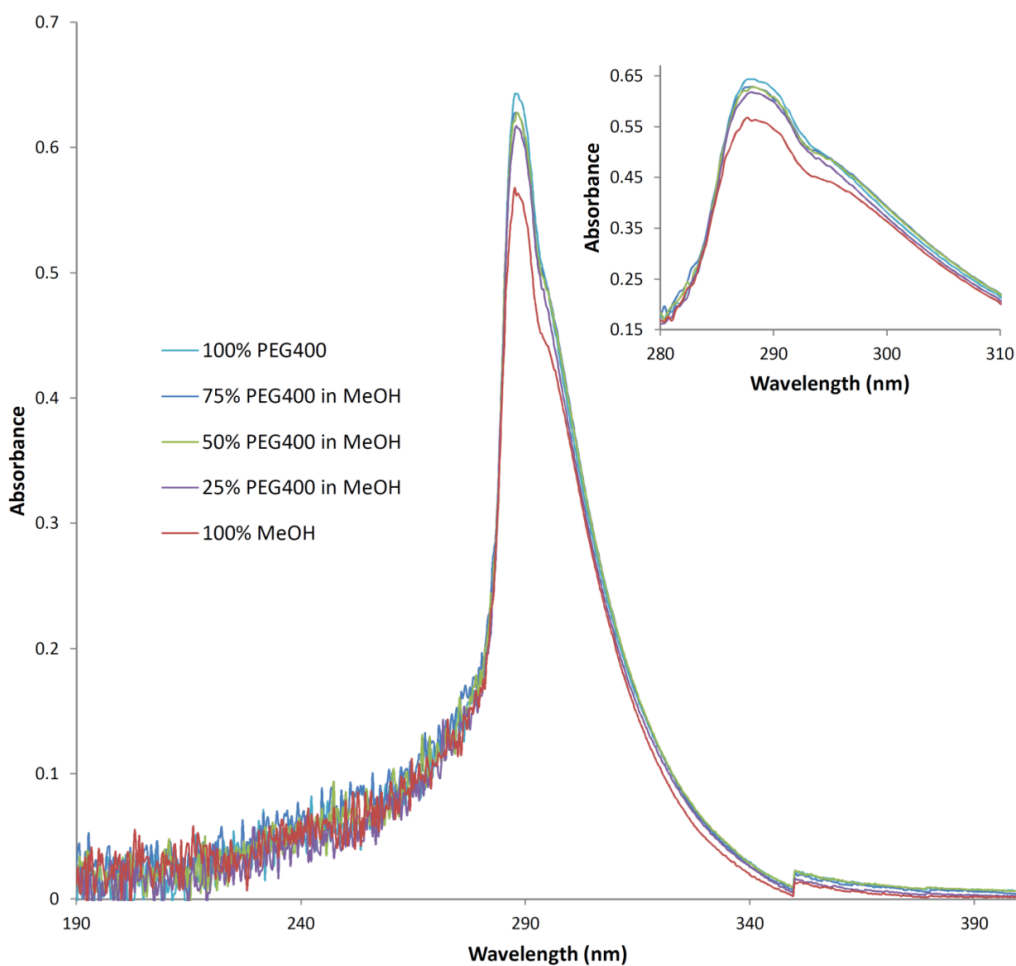 0.7
0.6
0.5
0.4
0.3
0.2
0.1
0
Absorbance
190
240
290
340
390
Wavelength (nm)
100% PEG400
75% PEG400 in MeOH
50% PEG400 in MeOH
25% PEG400 in MeOH
100% MeOH
0.65
0.55
0.45
0.35
0.25
0.15
Absorbance
280
290
300
310
Wavelength (nm)